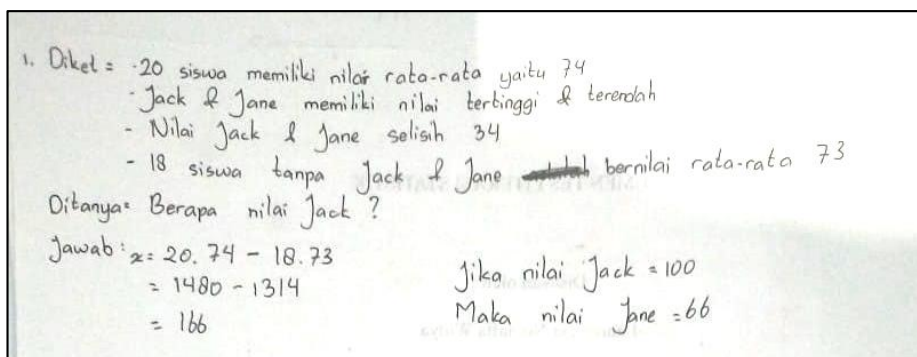 1. Diket = - 20 siswa memiliki nilai rata-rata yaitu 74
- Jack & Jane memiliki nilai tertinggi & terendah
- Nilai Jack & Jane selisih 34
- 18 siswa tanpa Jack & Jane bernilai rata-rata 73
Ditanya = Berapa nilai Jack ?
Jawab : x = 20 . 74 - 18 . 73
= 1480 - 1314
= 166
Jika nilai Jack = 100
Maka nilai Jane = 66